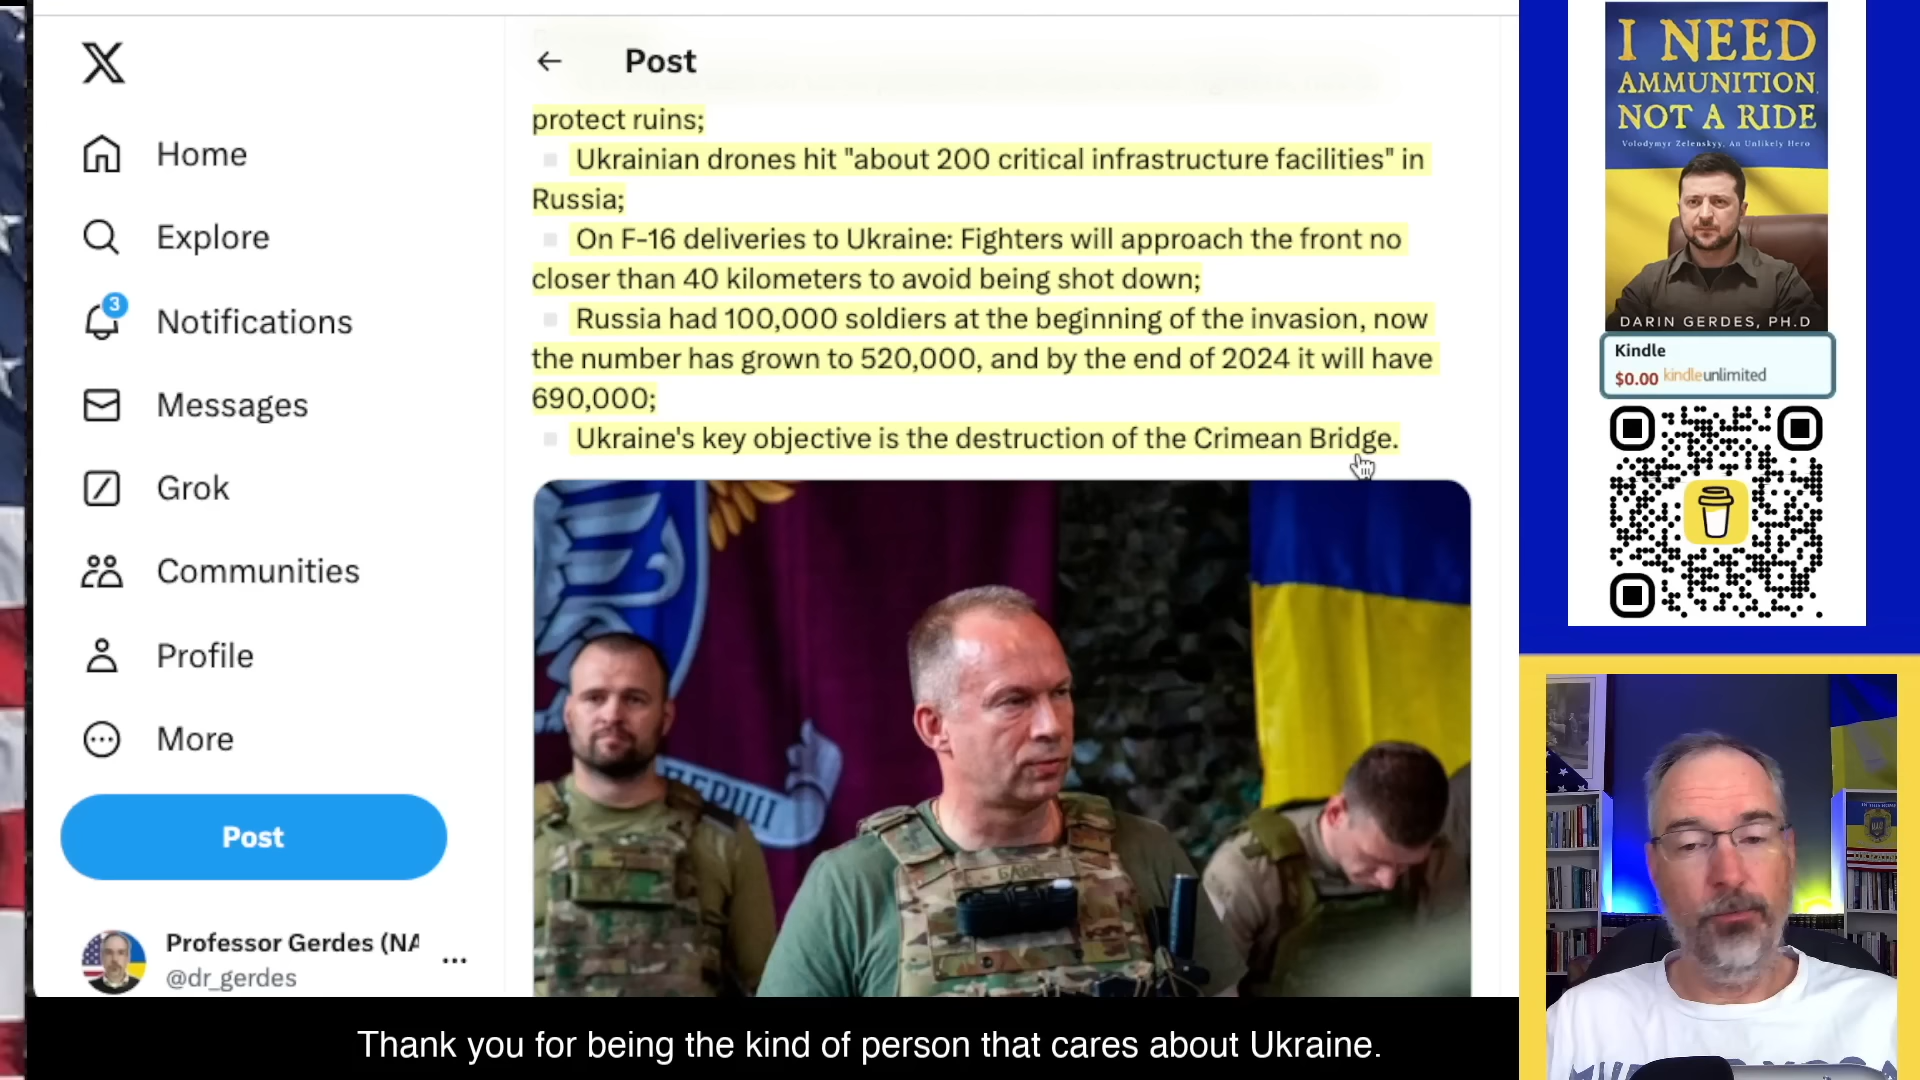 Post
protect ruins;
Ukrainian drones hit "about 200 critical infrastructure facilities" in
Russia;
On F-16 deliveries to Ukraine: Fighters will approach the front no
closer than 40 kilometers to avoid being shot down;
Russia had 100,000 soldiers at the beginning of the invasion, now
the number has grown to 520,000, and by the end of 2024 it will have
690,000;
Ukraine's key objective is the destruction of the Crimean Bridge.
Home
Explore
3
Notifications
Messages
Grok
Communities
Profile
More
Post
Professor Gerdes (NA
@dr_gerdes
I NEED
AMMUNITION,
NOT A RIDE
Volodymyr Zelenskyy, An Unlikely Hero
DARIN GERDES, PH.D
Kindle
$0.00 kindleunlimited
Thank you for being the kind of person that cares about Ukraine.